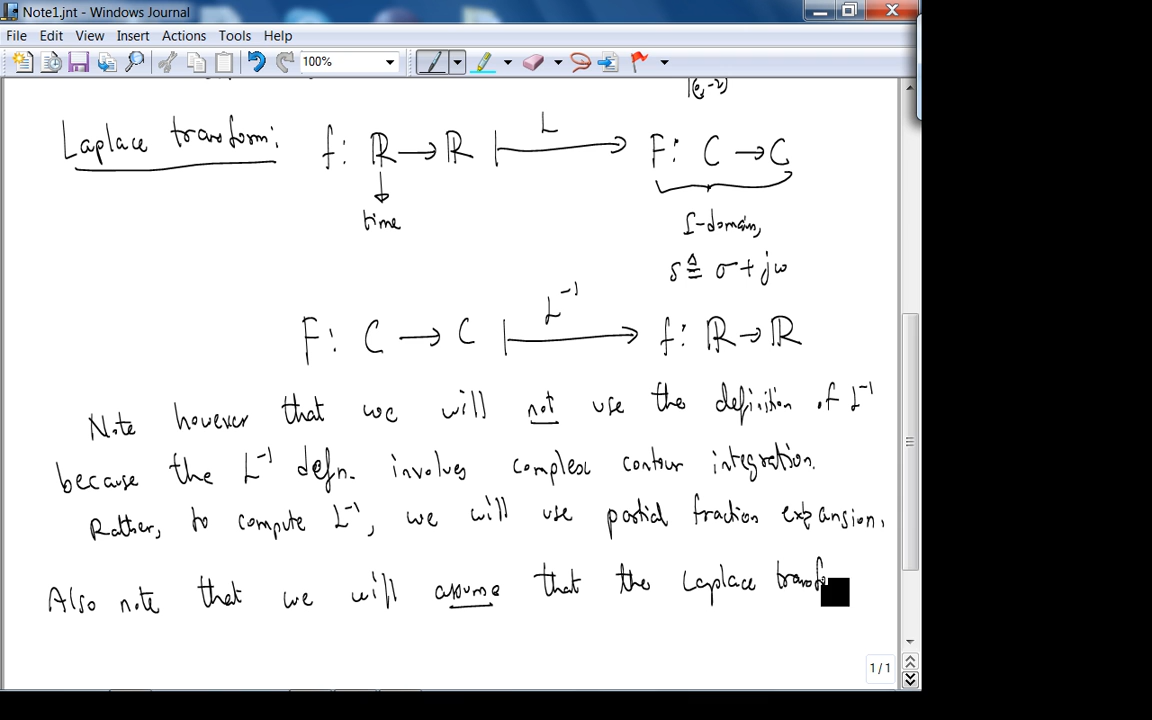 Note1.jnt - Windows Journal
File Edit View Insert Actions Tools Help
100%
Laplace transform: f: ℝ → ℝ L F: C → C
time
s-domain,
s ≜ σ + jω
F: C → C L⁻¹ f: ℝ → ℝ
Note however that we will not use the definition of L⁻¹
because the L⁻¹ defn. involves complex contour integration.
Rather, to compute L⁻¹, we will use partial fraction expansion.
Also note that we will assume that the Laplace transf
1 / 1